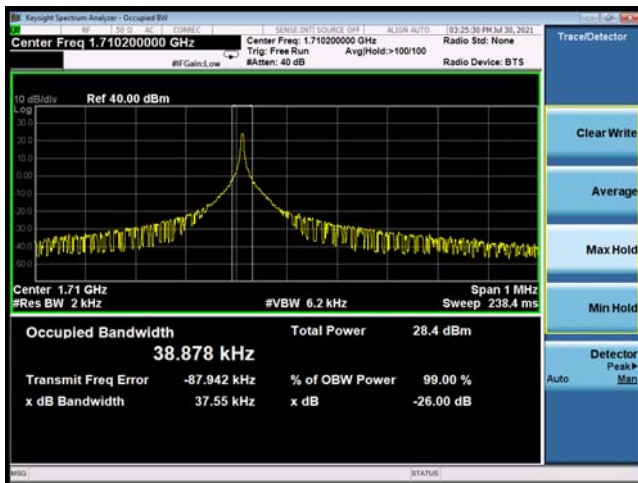 Keysight Spectrum Analyzer - Occupied BW
RF 50 Ω AC CORREC SENSE:INT SOURCE OFF ALIGN AUTO 03:25:30 PM Jul 30, 2021
Center Freq 1.710200000 GHz
Center Freq: 1.710200000 GHz
Radio Std: None
Trig: Free Run Avg|Hold:>100/100
#IFGain:Low
#Atten: 40 dB
Radio Device: BTS
Trace/Detector
10 dB/div Ref 40.00 dBm
Log
30.0
20.0
10.0
0.00
-10.0
-20.0
-30.0
-40.0
-50.0
Center 1.71 GHz
Span 1 MHz
#Res BW 2 kHz
#VBW 6.2 kHz
Sweep 238.4 ms
Occupied Bandwidth
38.878 kHz
Total Power 28.4 dBm
Transmit Freq Error -87.942 kHz
% of OBW Power 99.00 %
x dB Bandwidth 37.55 kHz
x dB -26.00 dB
Clear Write
Average
Max Hold
Min Hold
Detector
Peak▶
Auto Man
MSG
STATUS